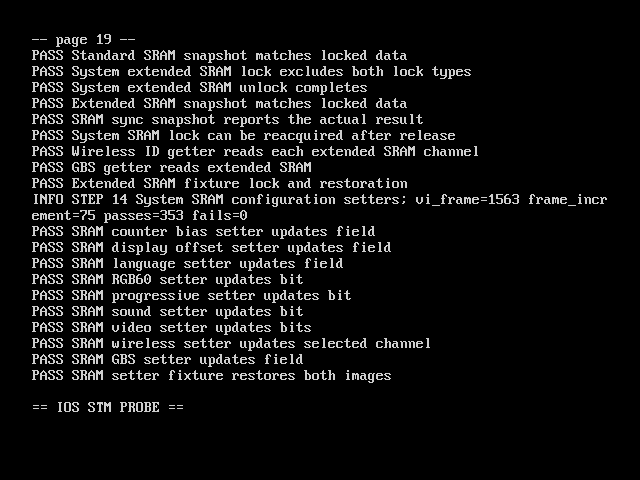 -- page 19 --
PASS Standard SRAM snapshot matches locked data
PASS System extended SRAM lock excludes both lock types
PASS System extended SRAM unlock completes
PASS Extended SRAM snapshot matches locked data
PASS SRAM sync snapshot reports the actual result
PASS System SRAM lock can be reacquired after release
PASS Wireless ID getter reads each extended SRAM channel
PASS GBS getter reads extended SRAM
PASS Extended SRAM fixture lock and restoration
INFO STEP 14 System SRAM configuration setters; vi_frame=1563 frame_incr
ement=75 passes=353 fails=0
PASS SRAM counter bias setter updates field
PASS SRAM display offset setter updates field
PASS SRAM language setter updates field
PASS SRAM RGB60 setter updates bit
PASS SRAM progressive setter updates bit
PASS SRAM sound setter updates bit
PASS SRAM video setter updates bits
PASS SRAM wireless setter updates selected channel
PASS SRAM GBS setter updates field
PASS SRAM setter fixture restores both images
== IOS STM PROBE ==